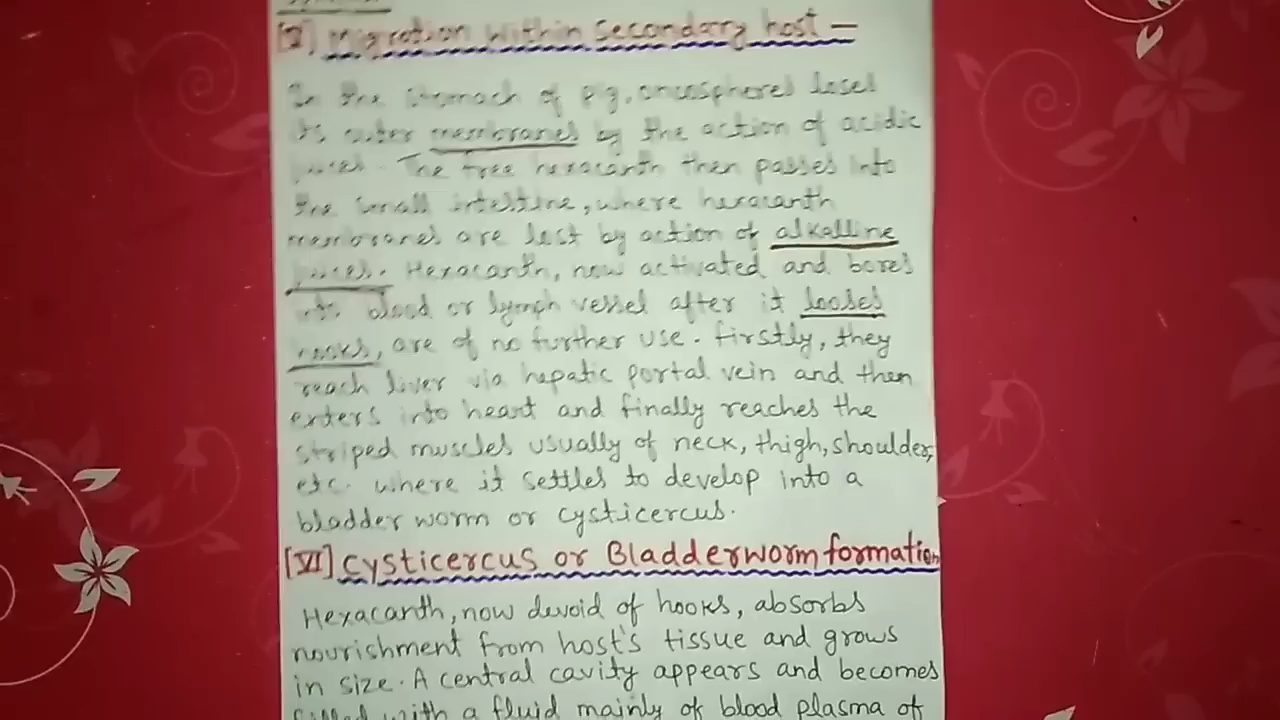 [V] Migration within secondary host –
In the stomach of pig, oncospheres loses
its outer membranes by the action of acidic
juices. The free hexacanth then passes into
the small intestine, where hexacanth
membranes are lost by action of alkalline
juices. Hexacanth, now activated and bores
into blood or lymph vessel after it looses
hooks, are of no further use. Firstly, they
reach liver via hepatic portal vein and then
enters into heart and finally reaches the
striped muscles usually of neck, thigh, shoulder,
etc. where it settles to develop into a
bladder worm or cysticercus.
[VI] Cysticercus or Bladderworm formation
Hexacanth, now devoid of hooks, absorbs
nourishment from host's tissue and grows
in size. A central cavity appears and becomes
filled with a fluid mainly of blood plasma of